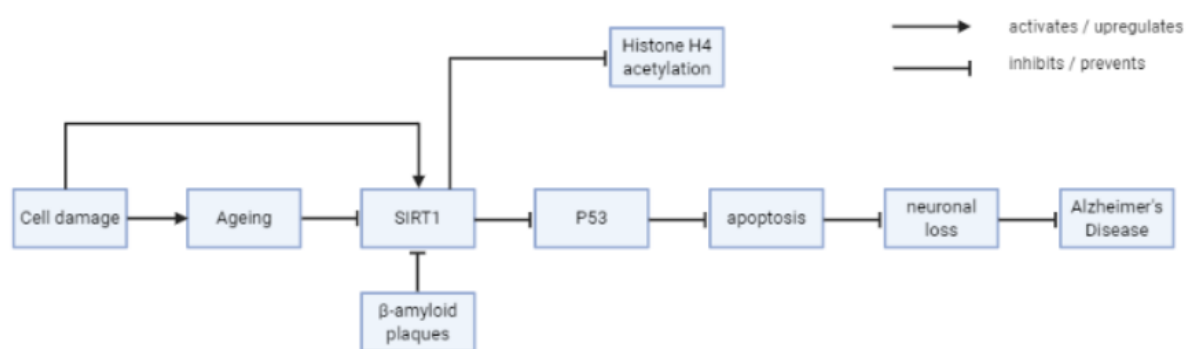 activates / upregulates
Histone H4
acetylation
inhibits / prevents
Cell damage
Ageing
SIRT1
P53
apoptosis
neuronal
loss
Alzheimer's
Disease
β-amyloid
plaques